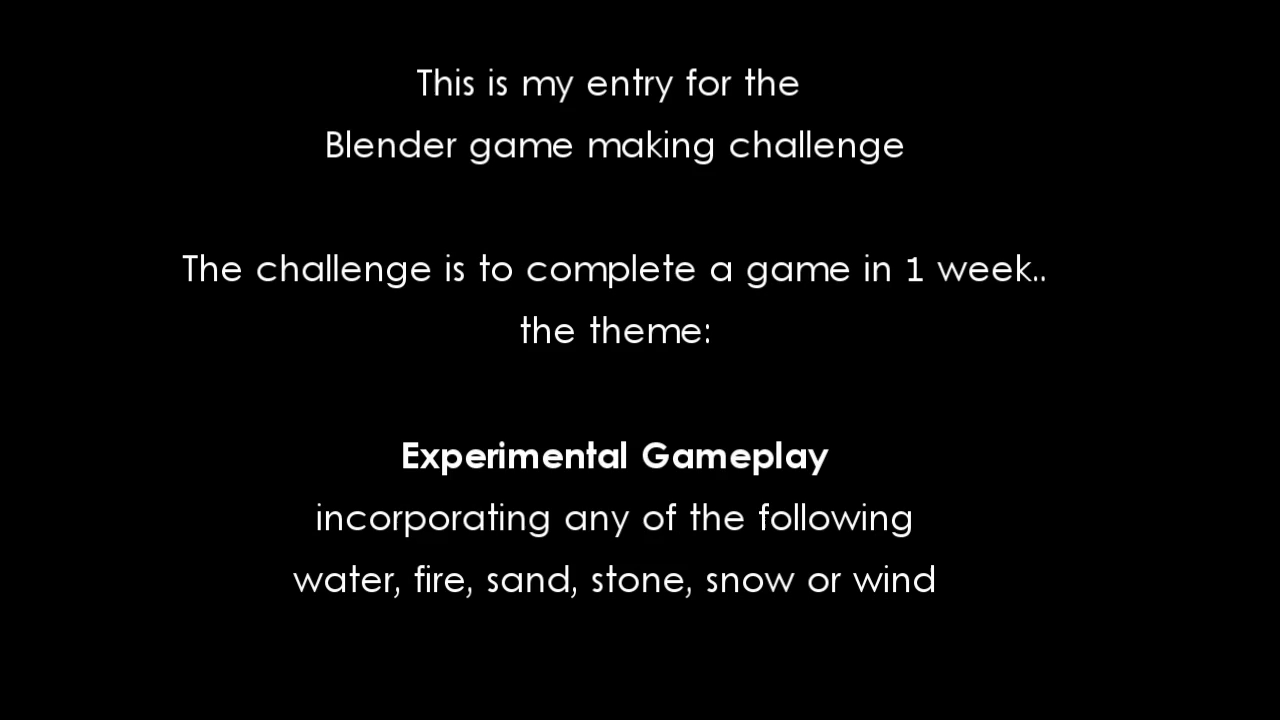 This is my entry for the
Blender game making challenge
The challenge is to complete a game in 1 week..
the theme:
Experimental Gameplay
incorporating any of the following
water, fire, sand, stone, snow or wind